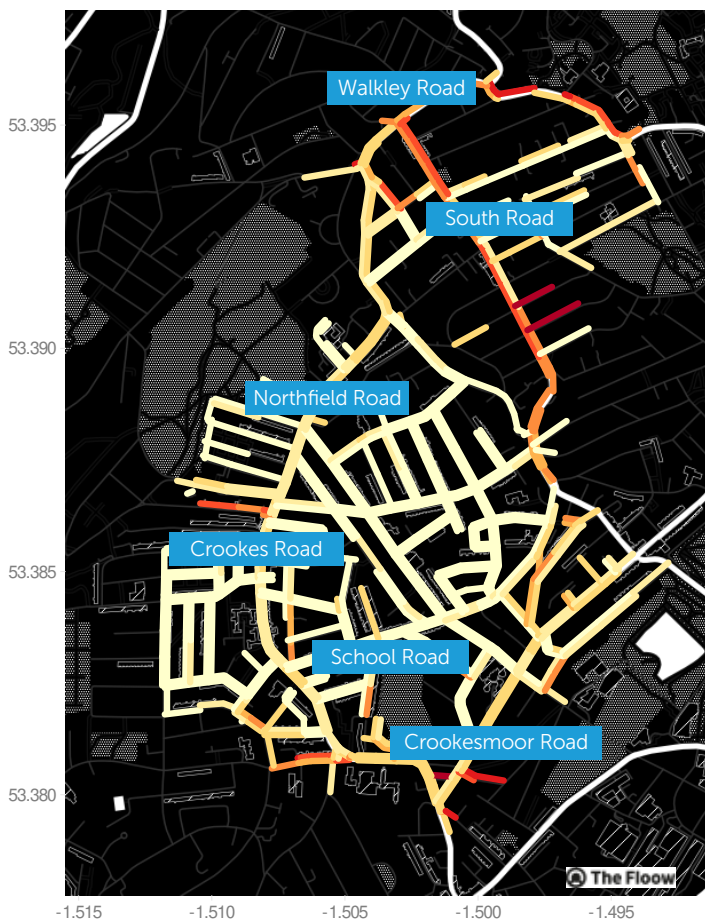 Walkley Road
53.395
South Road
53.390
Northfield Road
Crookes Road
53.385
School Road
Crookesmoor Road
53.380
The Floow
-1.515 -1.510 -1.505 -1.500 -1.495